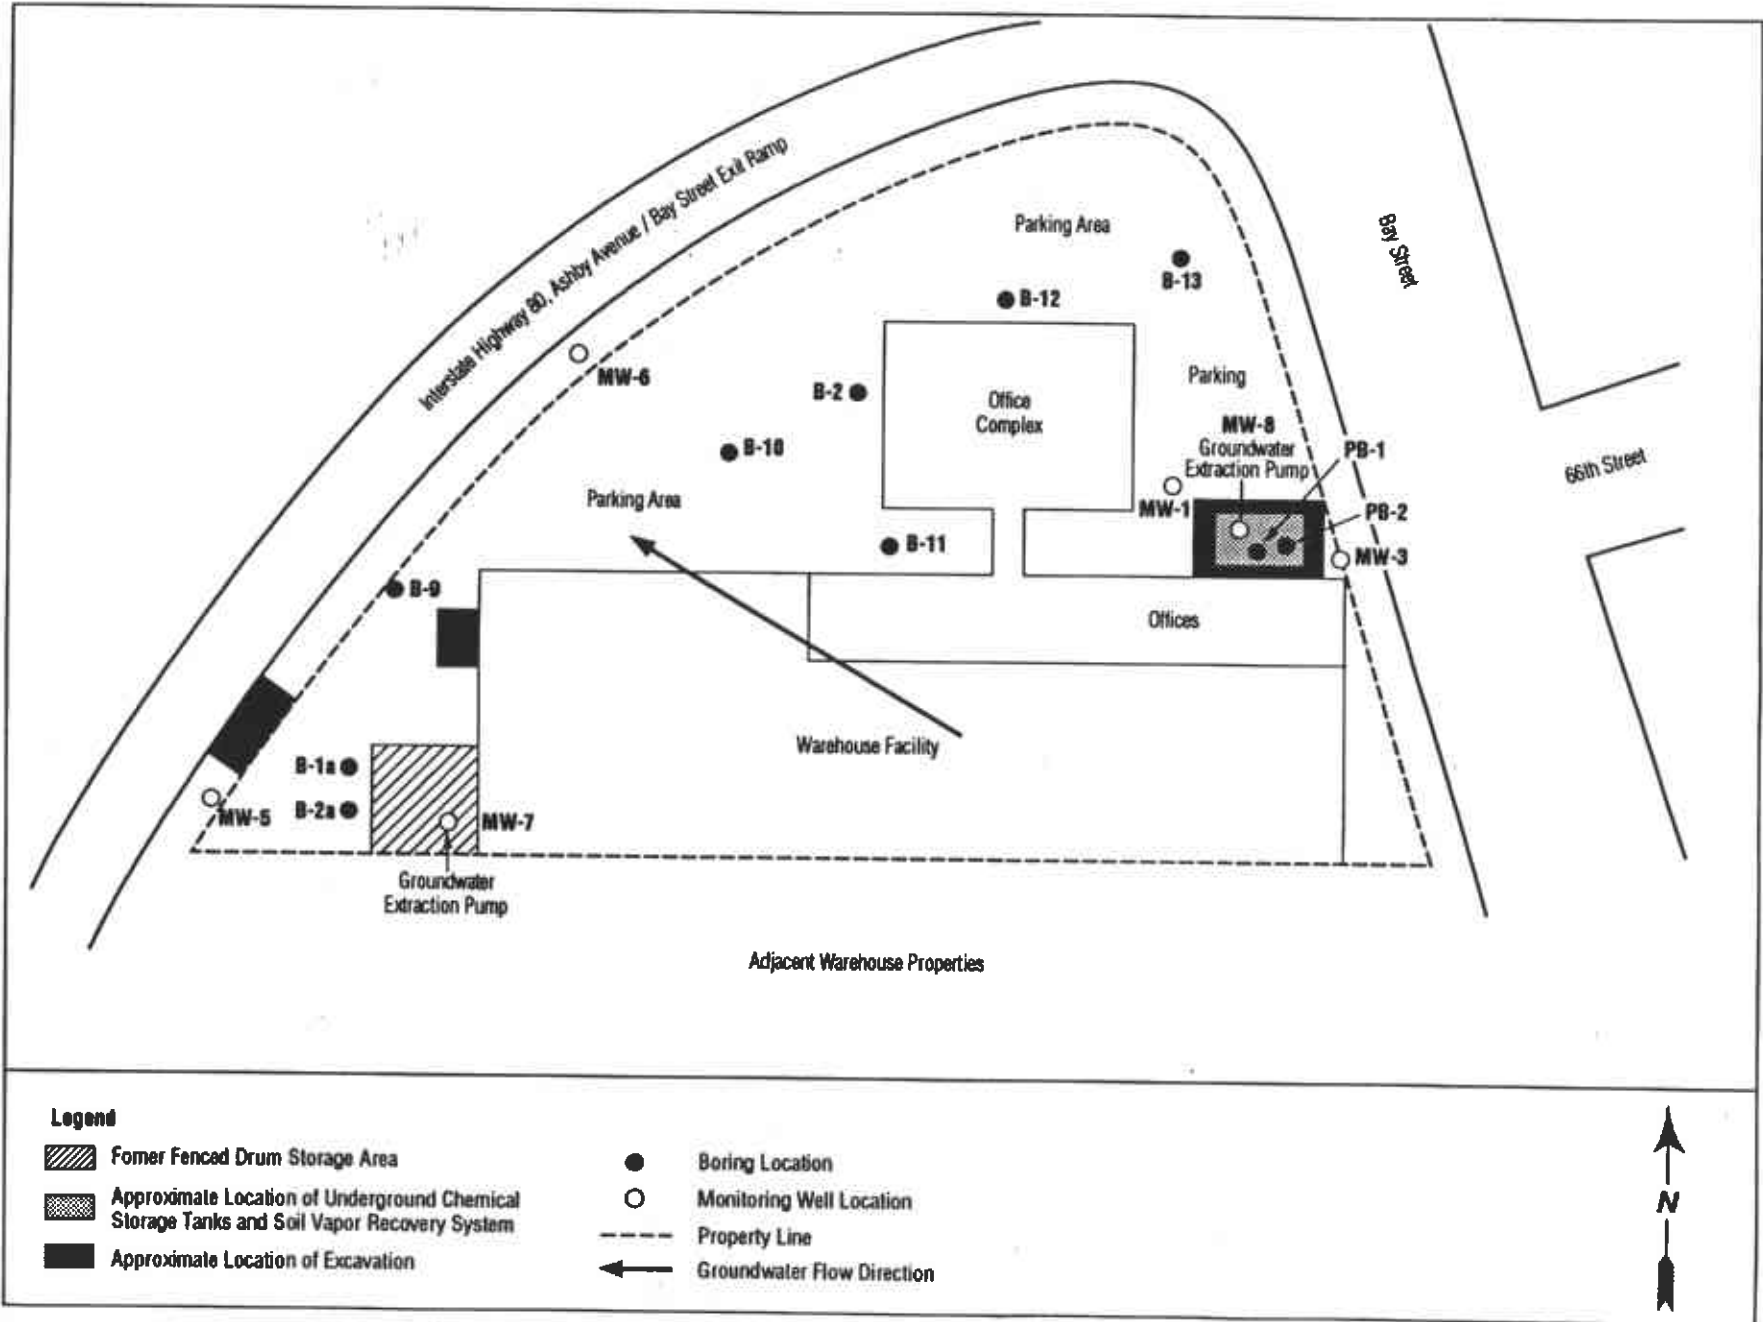 Interstate Highway 80, Ashby Avenue / Bay Street Exit Ramp
Bay Street
66th Street
Parking Area
B-13
B-12
MW-6
B-2
Office
Complex
Parking
MW-8
Groundwater
Extraction Pump
PB-1
B-10
Parking Area
MW-1
PB-2
B-11
MW-3
B-9
Offices
Warehouse Facility
B-1a
B-2a
MW-5
MW-7
Groundwater
Extraction Pump
Adjacent Warehouse Properties
Legend
Fomer Fenced Drum Storage Area
Approximate Location of Underground Chemical
Storage Tanks and Soil Vapor Recovery System
Approximate Location of Excavation
Boring Location
Monitoring Well Location
Property Line
Groundwater Flow Direction
N